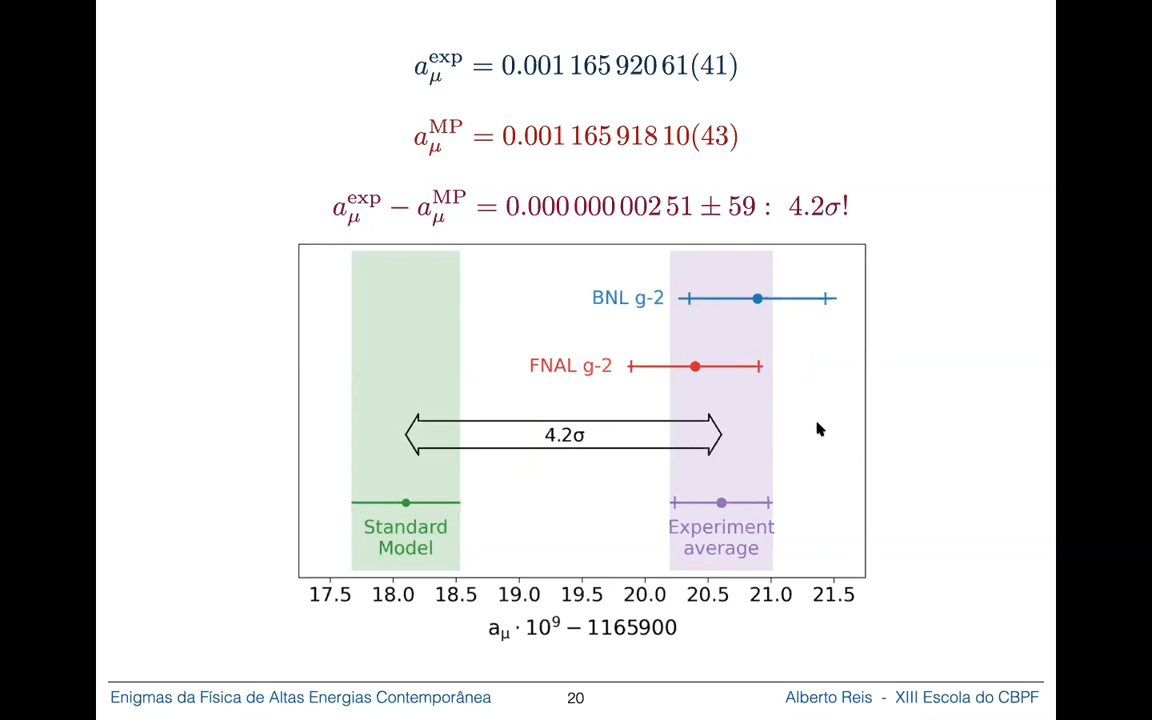 a_μ^exp = 0.001 165 920 61(41)
a_μ^MP = 0.001 165 918 10(43)
a_μ^exp − a_μ^MP = 0.000 000 002 51 ± 59 : 4.2σ!
BNL g-2
FNAL g-2
4.2σ
Standard
Model
Experiment
average
17.5 18.0 18.5 19.0 19.5 20.0 20.5 21.0 21.5
a_μ · 10⁹ − 1165900
Enigmas da Física de Altas Energias Contemporânea 20 Alberto Reis - XIII Escola do CBPF